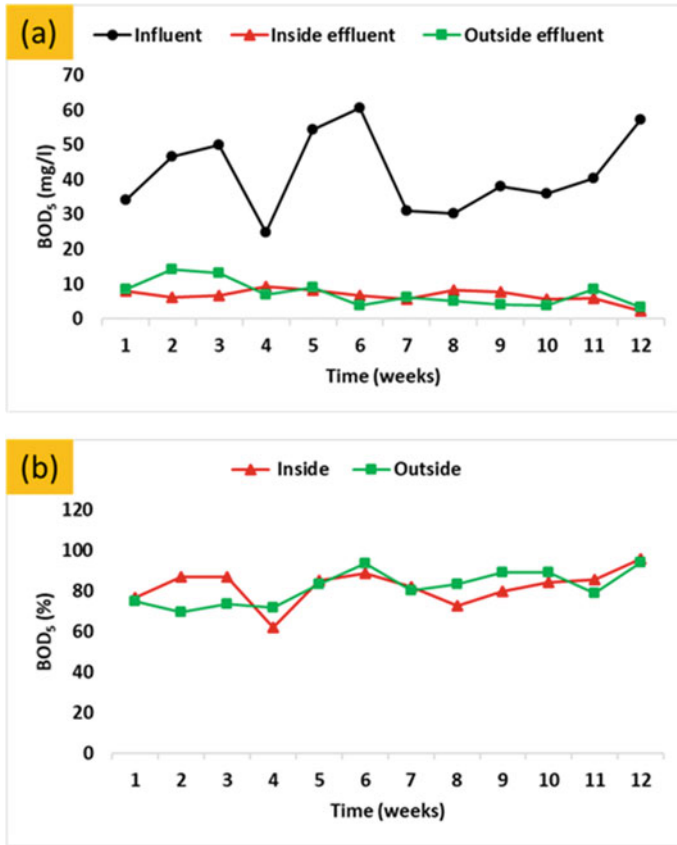 (a)
Influent Inside effluent Outside effluent
70
60
50
40
30
20
10
0
BOD₅ (mg/l)
1 2 3 4 5 6 7 8 9 10 11 12
Time (weeks)
(b)
Inside Outside
120
100
80
60
40
20
0
BOD₅ (%)
1 2 3 4 5 6 7 8 9 10 11 12
Time (weeks)